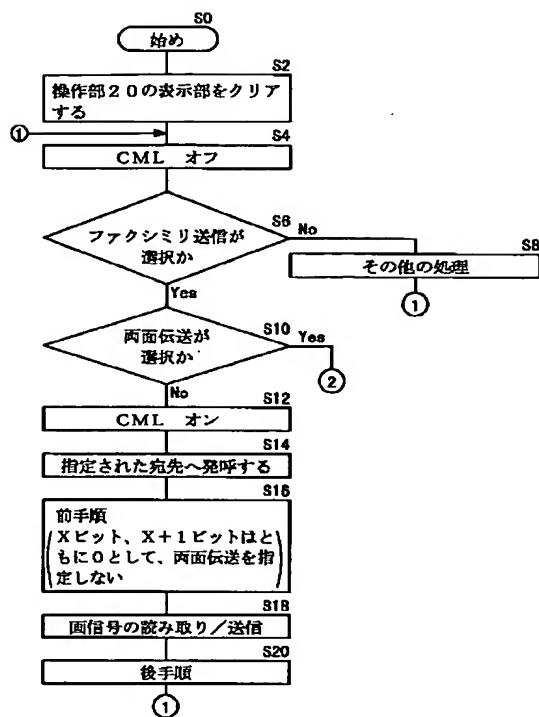 S0
始め
S2
操作部20の表示部をクリア
する
①
S4
CML オフ
S6
ファクシミリ送信が
選択か
No
S8
その他の処理
①
Yes
S10
両面伝送が
選択か
Yes
②
No
S12
CML オン
S14
指定された宛先へ発呼する
S16
前手順
Xビット、X+1ビットはと
もに0として、両面伝送を指
定しない
S18
画信号の読み取り/送信
S20
後手順
①